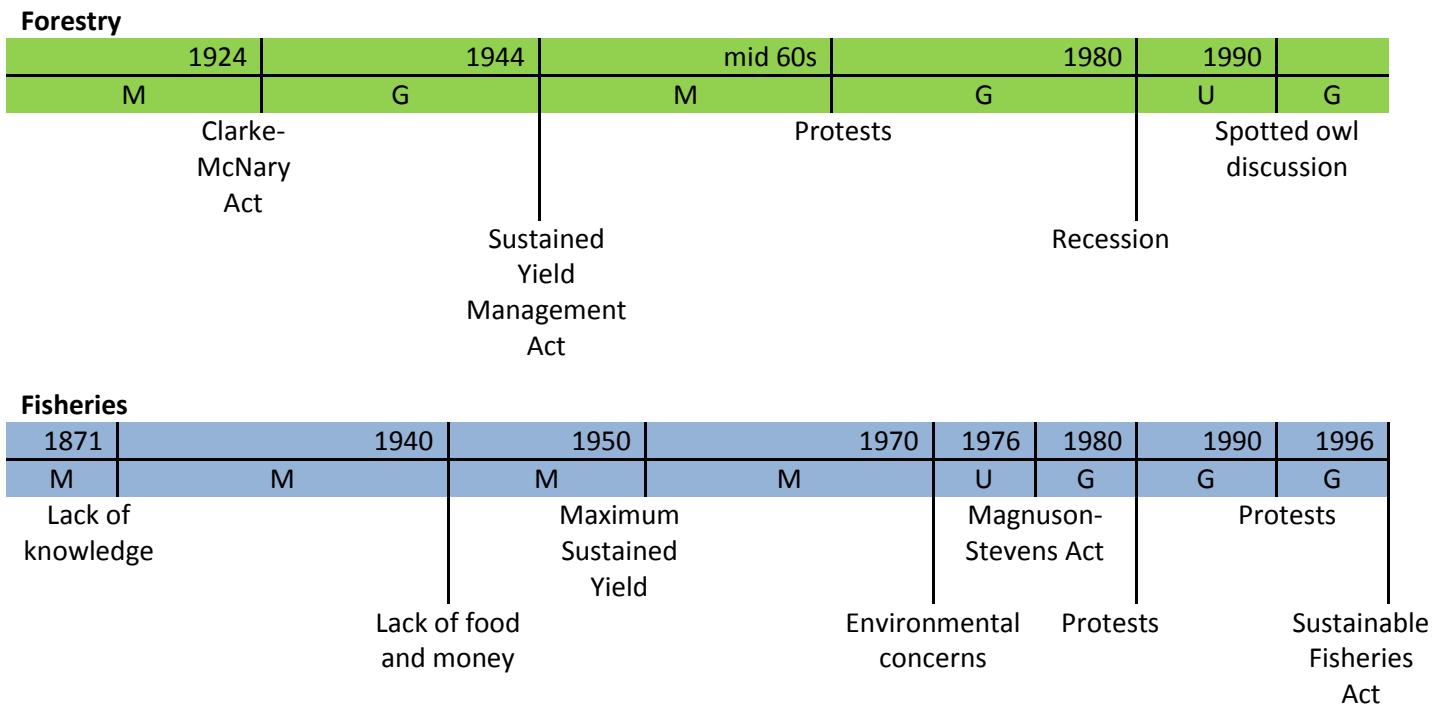 Forestry
1924 1944 mid 60s 1980 1990
M G M G U G
Clarke-
McNary
Act
Protests
Spotted owl
discussion
Sustained
Yield
Management
Act
Recession
Fisheries
1871 1940 1950 1970 1976 1980 1990 1996
M M M M U G G G
Lack of
knowledge
Maximum
Sustained
Yield
Magnuson-
Stevens Act
Protests
Lack of food
and money
Environmental
concerns
Protests
Sustainable
Fisheries
Act